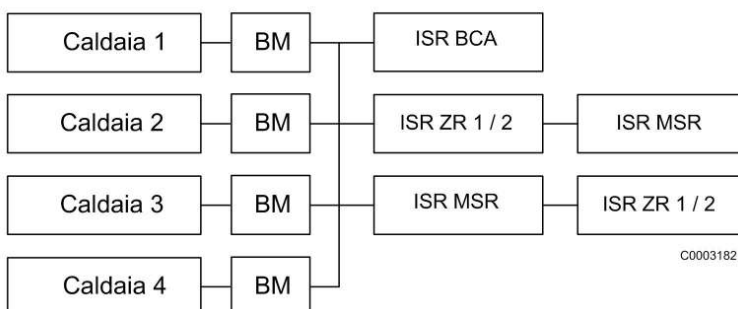 Caldaia 1 BM ISR BCA
Caldaia 2 BM ISR ZR 1 / 2 ISR MSR
Caldaia 3 BM ISR MSR ISR ZR 1 / 2
C0003182
Caldaia 4 BM